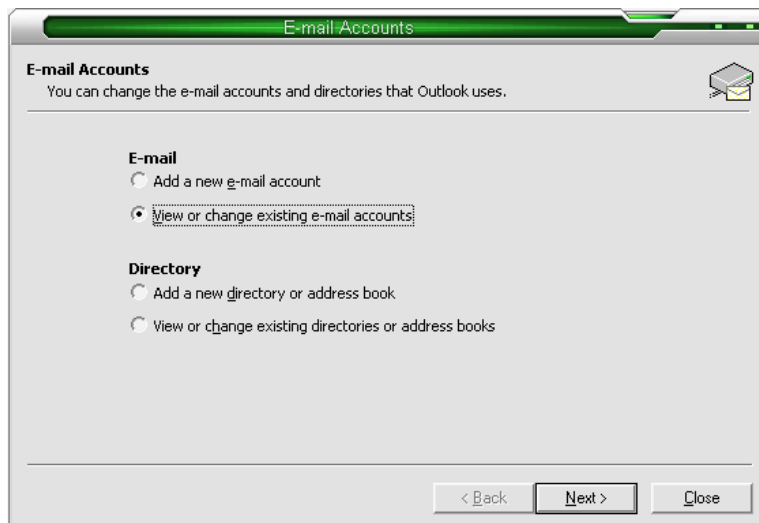 E-mail Accounts
E-mail Accounts
You can change the e-mail accounts and directories that Outlook uses.
E-mail
Add a new e-mail account
View or change existing e-mail accounts
Directory
Add a new directory or address book
View or change existing directories or address books
< Back
Next >
Close